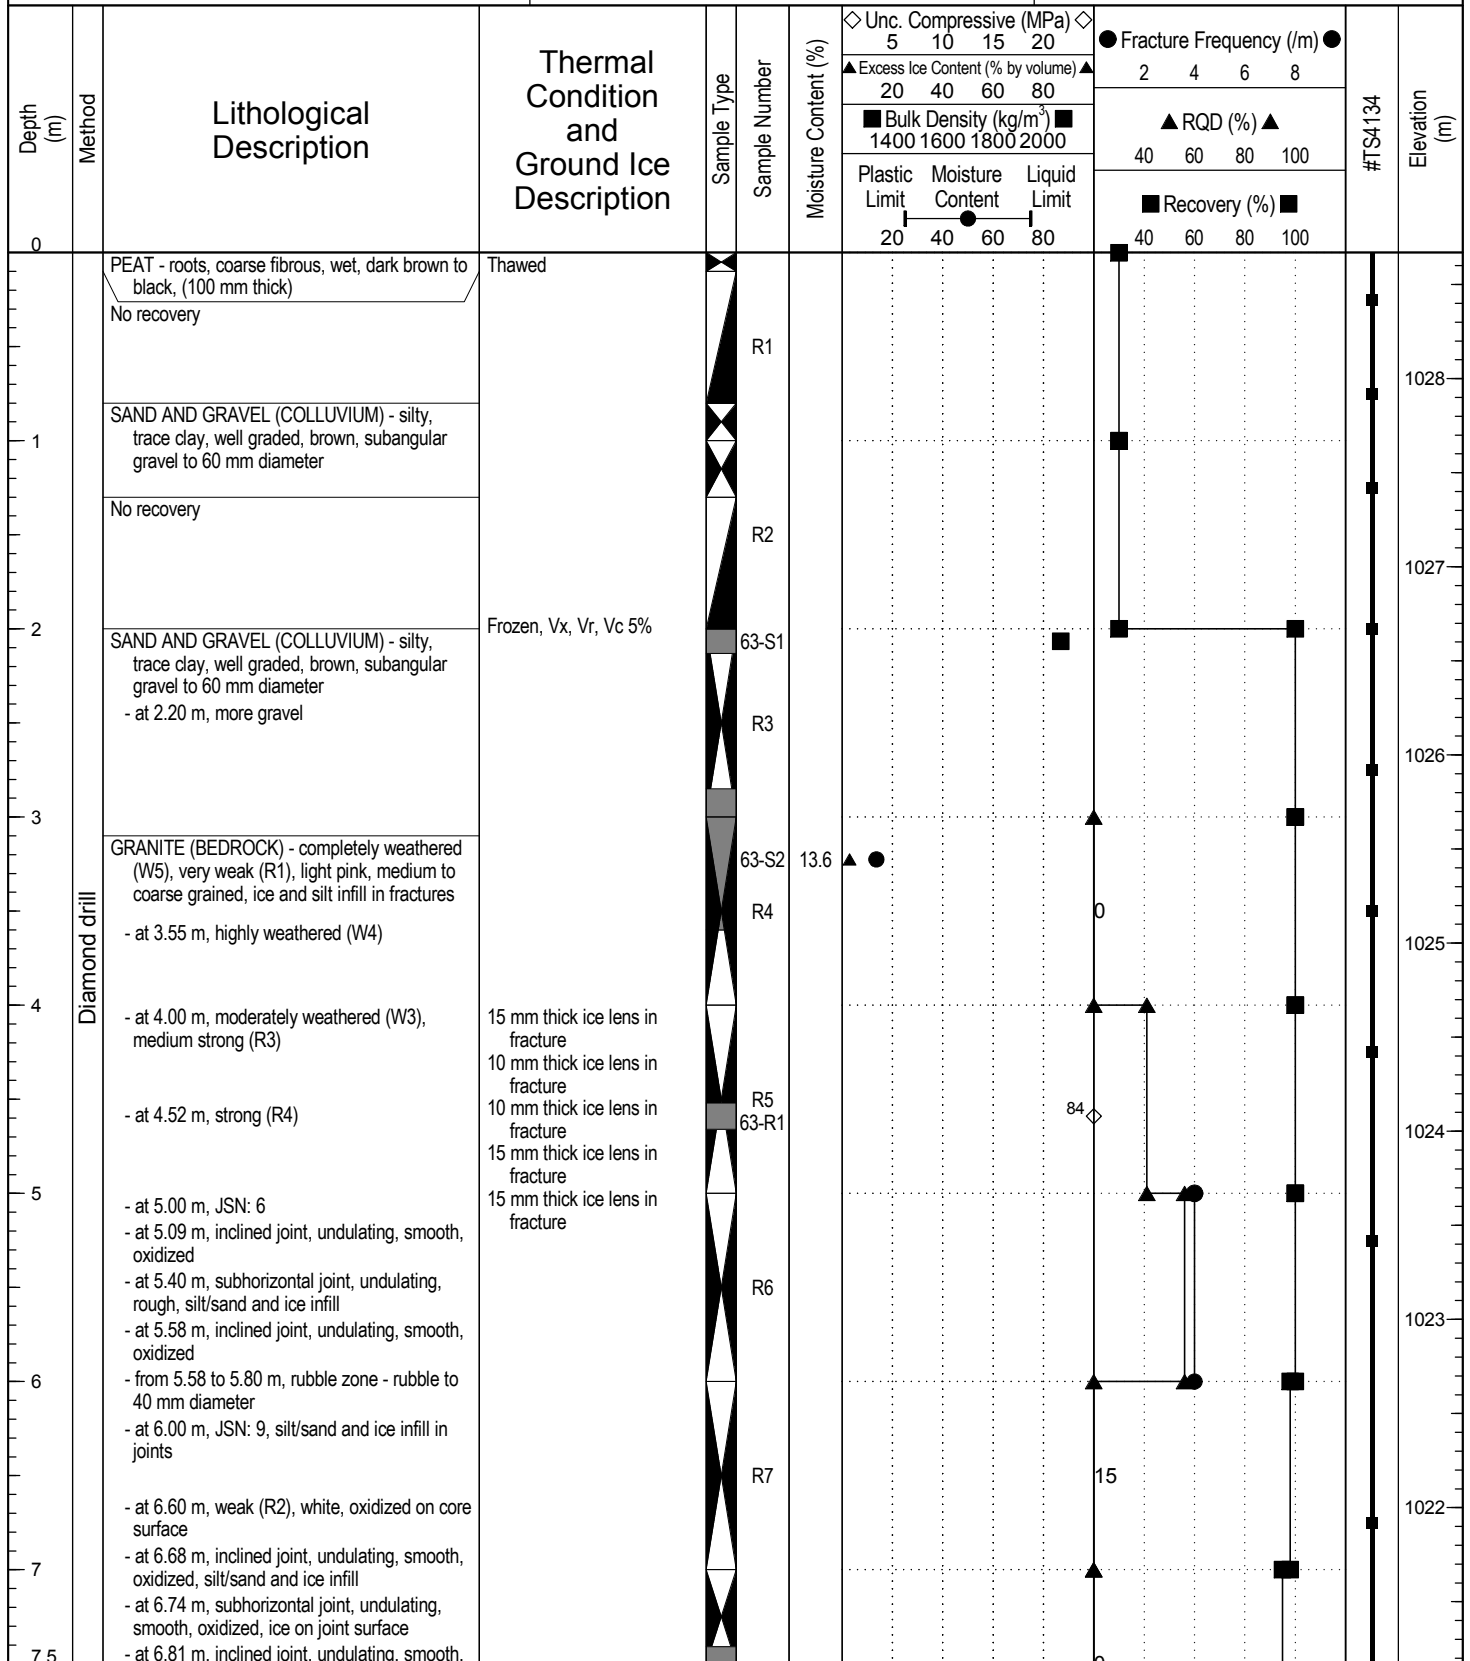 Depth
(m)
Method
Lithological
Description
Thermal
Condition
and
Ground Ice
Description
Sample Type
Sample Number
Moisture Content (%)
◇ Unc. Compressive (MPa) ◇
5 10 15 20
▲ Excess Ice Content (% by volume) ▲
20 40 60 80
■ Bulk Density (kg/m³) ■
1400 1600 1800 2000
Plastic Moisture Liquid
Limit Content Limit
20 40 60 80
● Fracture Frequency (/m) ●
2 4 6 8
▲ RQD (%) ▲
40 60 80 100
■ Recovery (%) ■
40 60 80 100
#TS4134
Elevation
(m)
0
PEAT - roots, coarse fibrous, wet, dark brown to
black, (100 mm thick)
Thawed
No recovery
R1
1028
SAND AND GRAVEL (COLLUVIUM) - silty,
trace clay, well graded, brown, subangular
gravel to 60 mm diameter
1
No recovery
R2
1027
2
Frozen, Vx, Vr, Vc 5%
SAND AND GRAVEL (COLLUVIUM) - silty,
trace clay, well graded, brown, subangular
gravel to 60 mm diameter
63-S1
- at 2.20 m, more gravel
R3
1026
3
GRANITE (BEDROCK) - completely weathered
(W5), very weak (R1), light pink, medium to
coarse grained, ice and silt infill in fractures
63-S2 13.6
R4
0
- at 3.55 m, highly weathered (W4)
1025
Diamond drill
4
- at 4.00 m, moderately weathered (W3),
medium strong (R3)
15 mm thick ice lens in
fracture
10 mm thick ice lens in
fracture
10 mm thick ice lens in
fracture
15 mm thick ice lens in
fracture
15 mm thick ice lens in
fracture
R5
63-R1
84
- at 4.52 m, strong (R4)
1024
5
- at 5.00 m, JSN: 6
- at 5.09 m, inclined joint, undulating, smooth,
oxidized
- at 5.40 m, subhorizontal joint, undulating,
rough, silt/sand and ice infill
R6
- at 5.58 m, inclined joint, undulating, smooth,
oxidized
1023
6
- from 5.58 to 5.80 m, rubble zone - rubble to
40 mm diameter
- at 6.00 m, JSN: 9, silt/sand and ice infill in
joints
R7
15
- at 6.60 m, weak (R2), white, oxidized on core
surface
1022
- at 6.68 m, inclined joint, undulating, smooth,
oxidized, silt/sand and ice infill
7
- at 6.74 m, subhorizontal joint, undulating,
smooth, oxidized, ice on joint surface
7.5
- at 6.81 m, inclined joint, undulating, smooth,